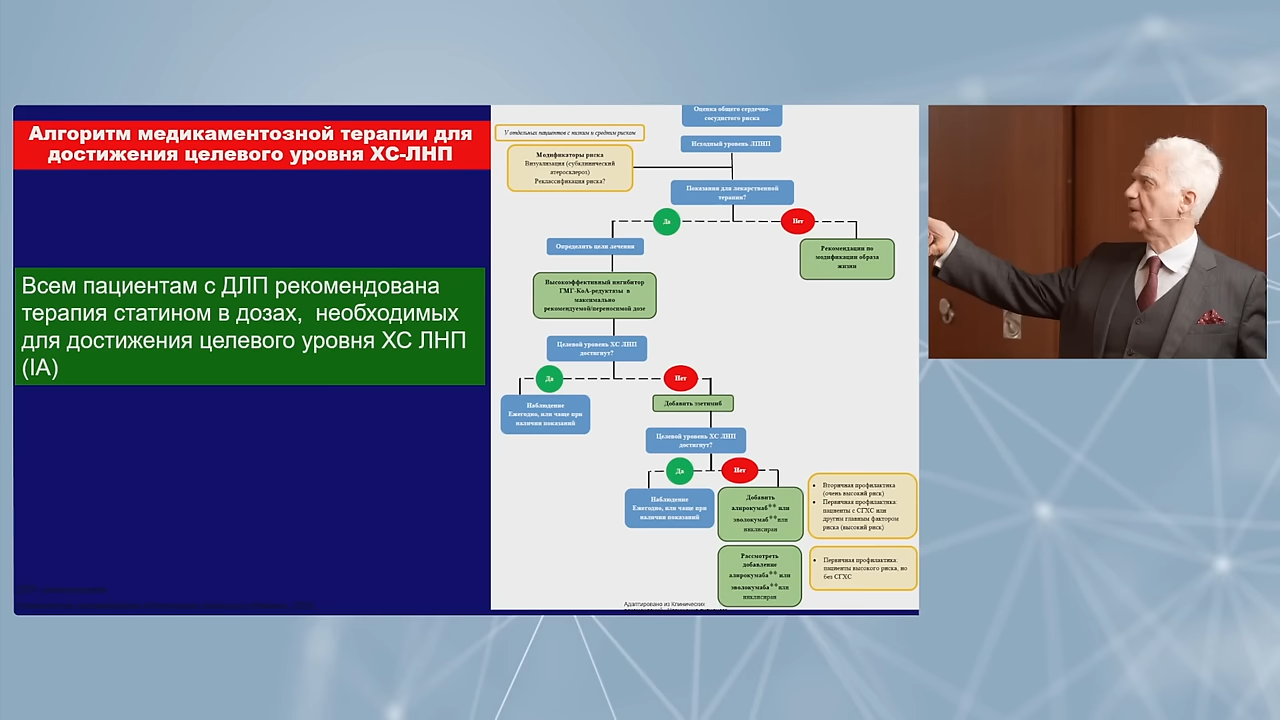 Алгоритм медикаментозной терапии для
достижения целевого уровня ХС-ЛНП
Всем пациентам с ДЛП рекомендована
терапия статином в дозах, необходимых
для достижения целевого уровня ХС ЛНП
(IA)
Оценка общего сердечно-
сосудистого риска
У отдельных пациентов с низким и средним риском
Исходный уровень ЛПНП
Модификаторы риска
Визуализация (субклинический
атеросклероз)
Реклассификация риска?
Показания для лекарственной
терапии?
Да
Нет
Определить цели лечения
Рекомендации по
модификации образа
жизни
Высокоэффективный ингибитор
ГМГ-КоА-редуктазы в
максимально
рекомендуемой/переносимой дозе
Целевой уровень ХС ЛНП
достигнут?
Да
Нет
Наблюдение
Ежегодно, или чаще при
наличии показаний
Добавить эзетимиб
Целевой уровень ХС ЛНП
достигнут?
Да
Нет
Наблюдение
Ежегодно, или чаще при
наличии показаний
Добавить
алирокумаб** или
эволокумаб** или
инклисиран
• Вторичная профилактика
(очень высокий риск)
• Первичная профилактика:
пациенты с СГХС или
другим главным фактором
риска (высокий риск)
Рассмотреть
добавление
алирокумаба** или
эволокумаба** или
инклисиран
• Первичная профилактика:
пациенты высокого риска, но
без СГХС
Адаптировано из Клинических